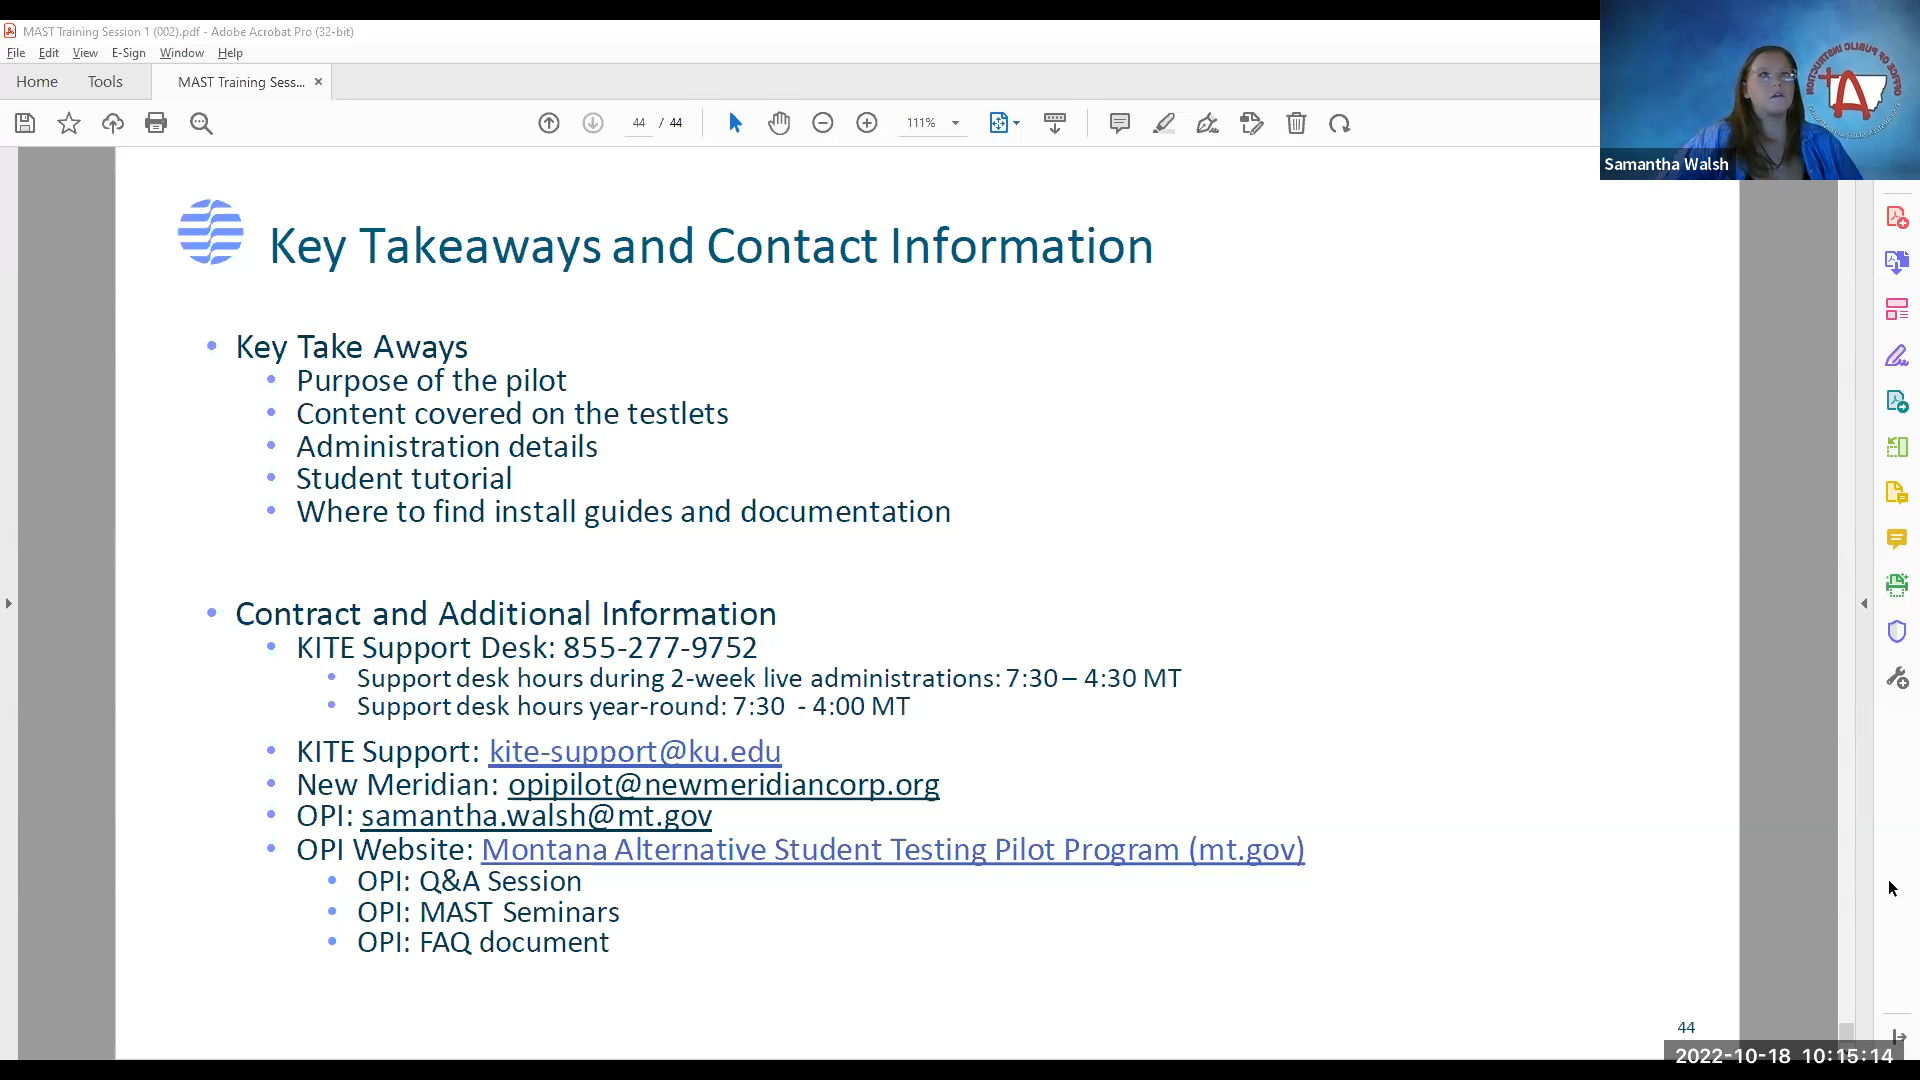 MAST Training Session 1 (002).pdf - Adobe Acrobat Pro (32-bit)
File Edit View E-Sign Window Help
Home Tools MAST Training Sess... ×
44 / 44 111%
Samantha Walsh
Key Takeaways and Contact Information
• Key Take Aways
• Purpose of the pilot
• Content covered on the testlets
• Administration details
• Student tutorial
• Where to find install guides and documentation
• Contract and Additional Information
• KITE Support Desk: 855-277-9752
• Support desk hours during 2-week live administrations: 7:30 – 4:30 MT
• Support desk hours year-round: 7:30 - 4:00 MT
• KITE Support: kite-support@ku.edu
• New Meridian: opipilot@newmeridiancorp.org
• OPI: samantha.walsh@mt.gov
• OPI Website: Montana Alternative Student Testing Pilot Program (mt.gov)
• OPI: Q&A Session
• OPI: MAST Seminars
• OPI: FAQ document
44
2022-10-18 10:15:14